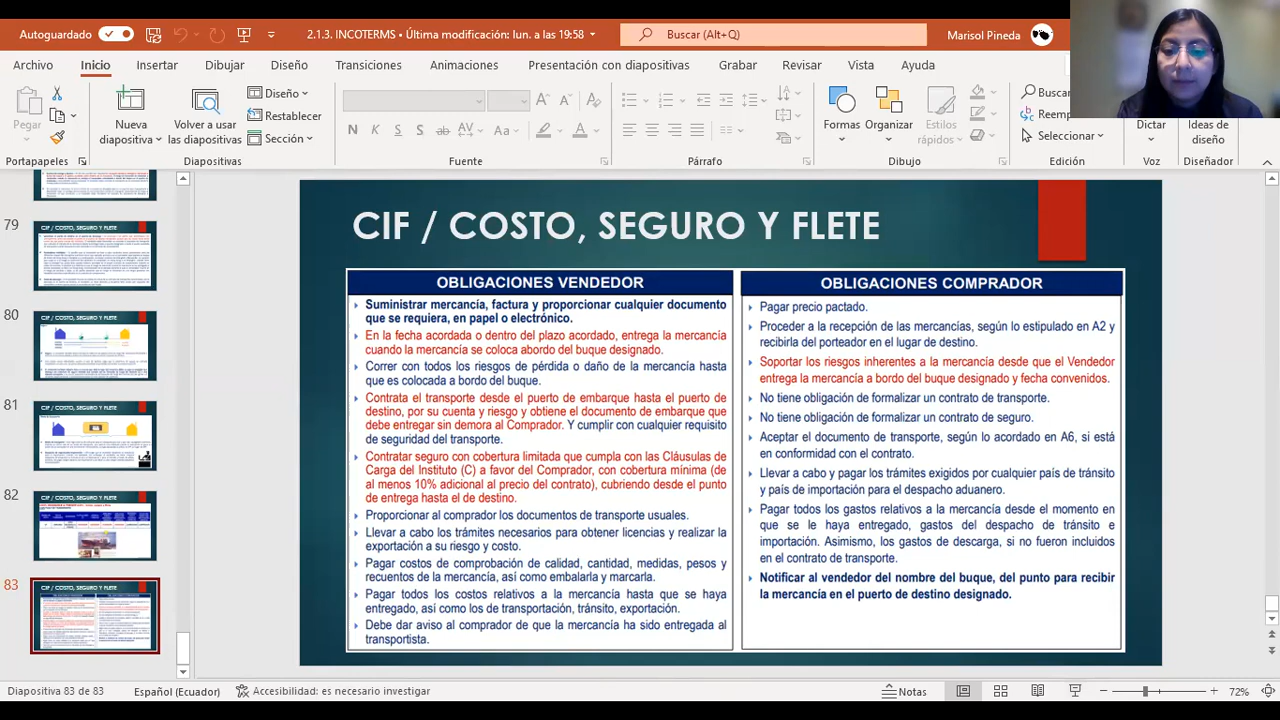 Autoguardado
2.1.3. INCOTERMS • Última modificación: lun. a las 19:58
Buscar (Alt+Q)
Marisol Pineda
Archivo
Inicio
Insertar
Dibujar
Diseño
Transiciones
Animaciones
Presentación con diapositivas
Grabar
Revisar
Vista
Ayuda
Pegar
Nueva
diapositiva
Volver a usar
las diapositivas
Diseño
Restablecer
Sección
N
K
S
S
ab
AV
Aa
A
Formas
Organizar
Estilos
rápidos
Buscar
Reemp
Seleccionar
Dictar
Ideas de
diseño
Portapapeles
Diapositivas
Fuente
Párrafo
Dibujo
Edición
Voz
Diseñador
79
CIF / COSTO, SEGURO Y FLETE
80
81
82
CIF / COSTO, SEGURO Y FLETE
83
CIF / COSTO, SEGURO Y FLETE
OBLIGACIONES VENDEDOR
Suministrar mercancía, factura y proporcionar cualquier documento
que se requiera, en papel o electrónico.
En la fecha acordada o dentro del plazo acordado, entrega la mercancía
cuando la mercancía se coloca abordo del buque designado.
Correr con todos los riesgos de pérdida o daño de la mercancía hasta
que es colocada a bordo del buque.
Contrata el transporte desde el puerto de embarque hasta el puerto de
destino, por su cuenta y riesgo y obtiene el documento de embarque que
debe entregar sin demora al Comprador. Y cumplir con cualquier requisito
de seguridad del transporte.
Contratar seguro con cobertura limitada que cumpla con las Cláusulas de
Carga del Instituto (C) a favor del Comprador, con cobertura mínima (de
al menos 10% adicional al precio del contrato), cubriendo desde el punto
de entrega hasta el de destino.
Proporcionar al comprador los documentos de transporte usuales.
Llevar a cabo los trámites necesarios para obtener licencias y realizar la
exportación a su riesgo y costo.
Pagar costos de comprobación de calidad, cantidad, medidas, pesos y
recuentos de la mercancía, así como embalarla y marcarla.
Pagar todos los costos relativos a la mercancía hasta que se haya
entregado, así como los de transportación, tránsito, exportación.
Debe dar aviso al comprador de que la mercancía ha sido entregada al
transportista.
OBLIGACIONES COMPRADOR
Pagar precio pactado.
Proceder a la recepción de las mercancías, según lo estipulado en A2 y
recibirla del porteador en el lugar de destino.
Soportar los riesgos inherentes a la mercancía desde que el Vendedor
entrega la mercancía a bordo del buque designado y fecha convenidos.
No tiene obligación de formalizar un contrato de transporte.
No tiene obligación de formalizar un contrato de seguro.
Aceptar el documento de transporte, según lo acordado en A6, si está
en conformidad con el contrato.
Llevar a cabo y pagar los trámites exigidos por cualquier país de tránsito
y país de importación para el despacho aduanero.
Pagar todos los gastos relativos a la mercancía desde el momento en
que se la haya entregado, gastos del despacho de tránsito e
importación. Asimismo, los gastos de descarga, si no fueron incluidos
en el contrato de transporte.
Notificar al vendedor del nombre del buque, del punto para recibir
la mercancía en el puerto de destino designado.
Diapositiva 83 de 83
Español (Ecuador)
Accesibilidad: es necesario investigar
Notas
72%